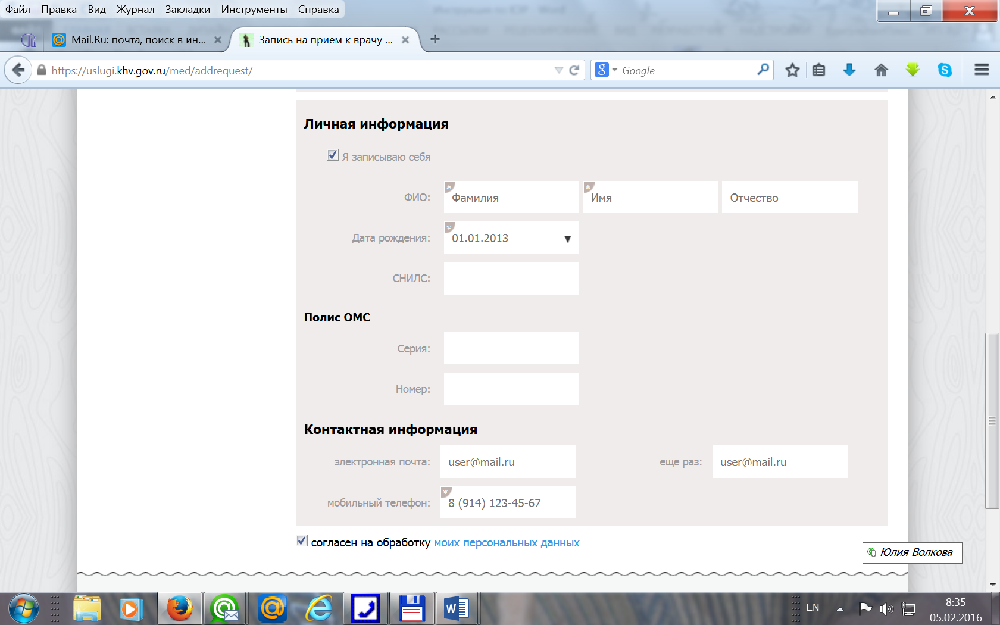 Файл Правка Вид Журнал Закладки Инструменты Справка
Mail.Ru: почта, поиск в ин... Запись на прием к врачу ...
https://uslugi.khv.gov.ru/med/addrequest/ Google
Личная информация
Я записываю себя
ФИО: * Фамилия * Имя Отчество
Дата рождения: * 01.01.2013
СНИЛС:
Полис ОМС
Серия:
Номер:
Контактная информация
электронная почта: user@mail.ru еще раз: user@mail.ru
мобильный телефон: * 8 (914) 123-45-67
согласен на обработку моих персональных данных
Юлия Волкова
EN 8:35
05.02.2016